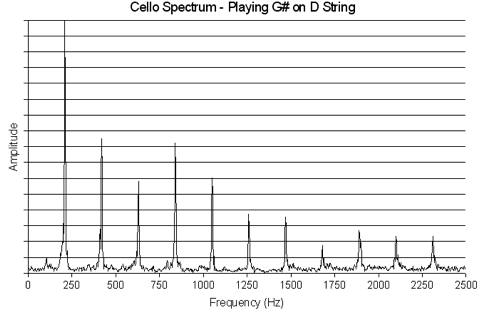 Cello Spectrum - Playing G# on D String
Amplitude
0 250 500 750 1000 1250 1500 1750 2000 2250 2500
Frequency (Hz)